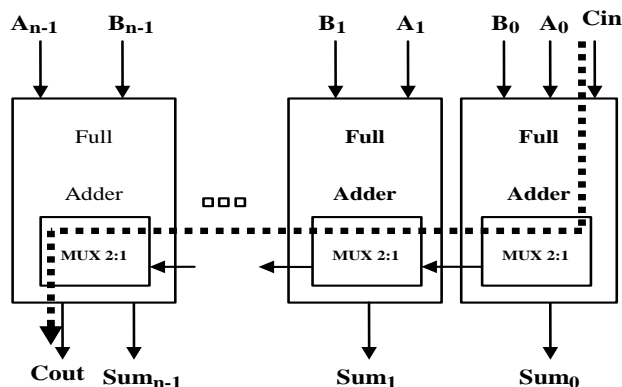 An-1 Bn-1 B1 A1 B0 A0 Cin
Full Full Full
Adder Adder Adder
MUX 2:1 MUX 2:1 MUX 2:1
Cout Sumn-1 Sum1 Sum0